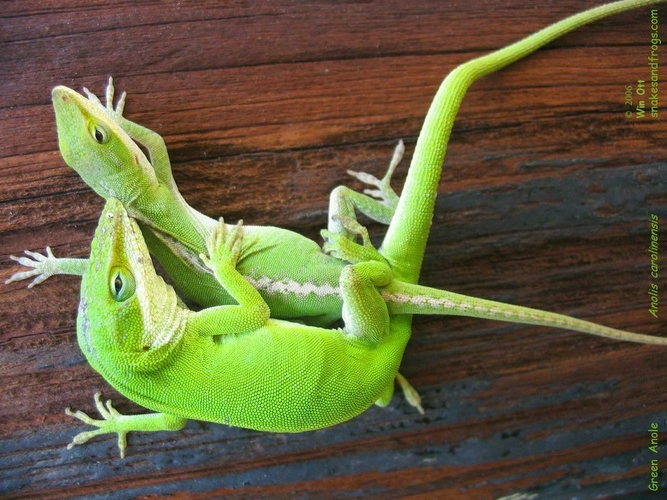 © 2006
Win Ott
snakesandfrogs.com
Anolis carolinensis
Green Anole